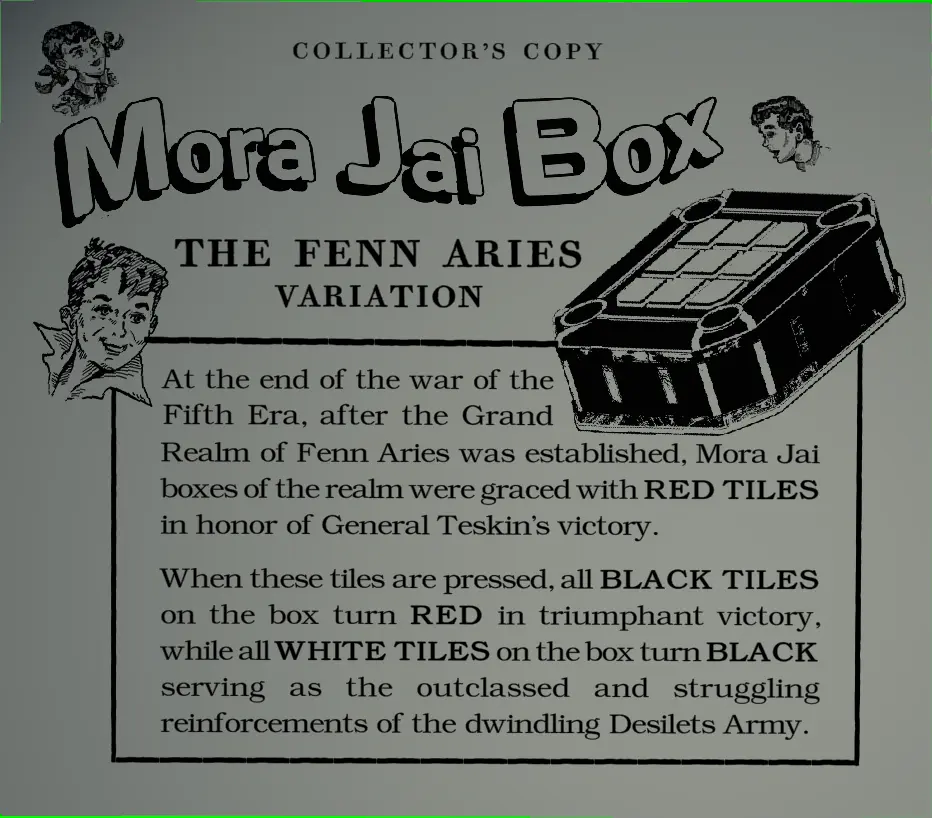 COLLECTOR'S COPY
Mora Jai Box
THE FENN ARIES
VARIATION
At the end of the war of the
Fifth Era, after the Grand
Realm of Fenn Aries was established, Mora Jai
boxes of the realm were graced with RED TILES
in honor of General Teskin's victory.
When these tiles are pressed, all BLACK TILES
on the box turn RED in triumphant victory,
while all WHITE TILES on the box turn BLACK
serving as the outclassed and struggling
reinforcements of the dwindling Desilets Army.